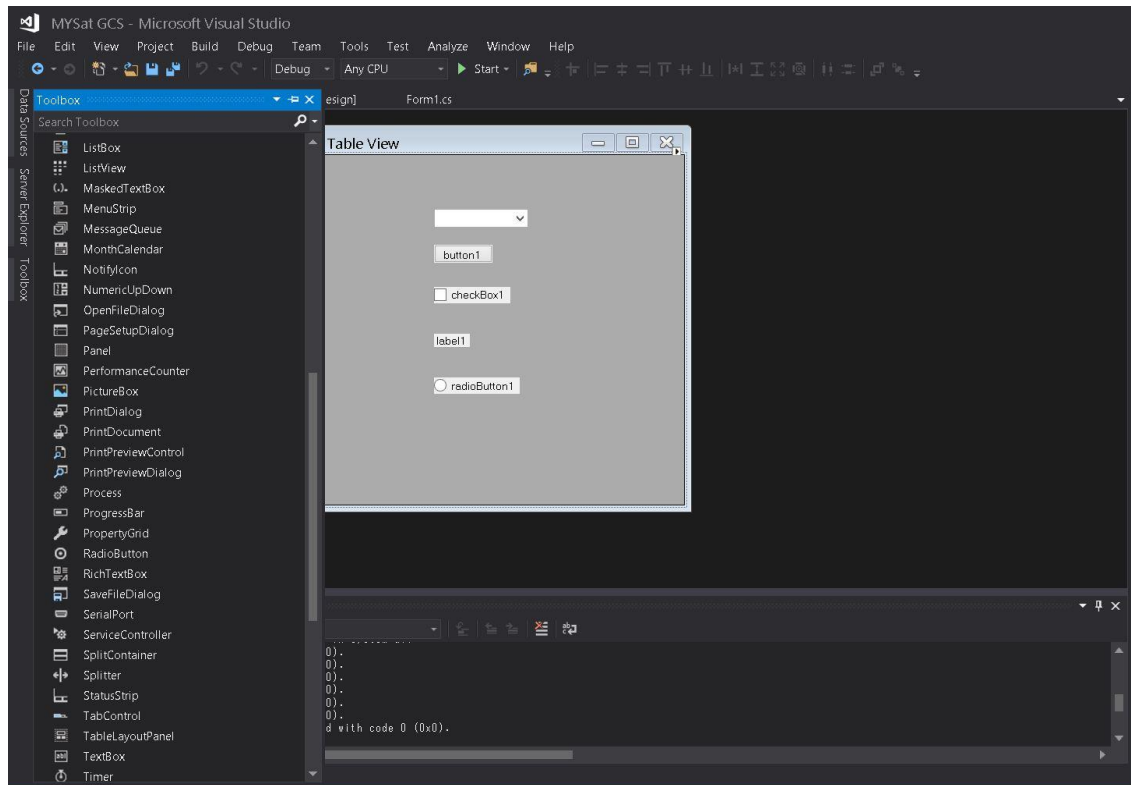 MYSat GCS - Microsoft Visual Studio
File Edit View Project Build Debug Team Tools Test Analyze Window Help
Debug Any CPU Start
Data Sources
Server Explorer
Toolbox
Toolbox
Search Toolbox
ListBox
ListView
MaskedTextBox
MenuStrip
MessageQueue
MonthCalendar
NotifyIcon
NumericUpDown
OpenFileDialog
PageSetupDialog
Panel
PerformanceCounter
PictureBox
PrintDialog
PrintDocument
PrintPreviewControl
PrintPreviewDialog
Process
ProgressBar
PropertyGrid
RadioButton
RichTextBox
SaveFileDialog
SerialPort
ServiceController
SplitContainer
Splitter
StatusStrip
TabControl
TableLayoutPanel
TextBox
Timer
esign] Form1.cs
Table View
button1
checkBox1
label1
radioButton1
0).
0).
0).
0).
0).
0).
d with code 0 (0x0).